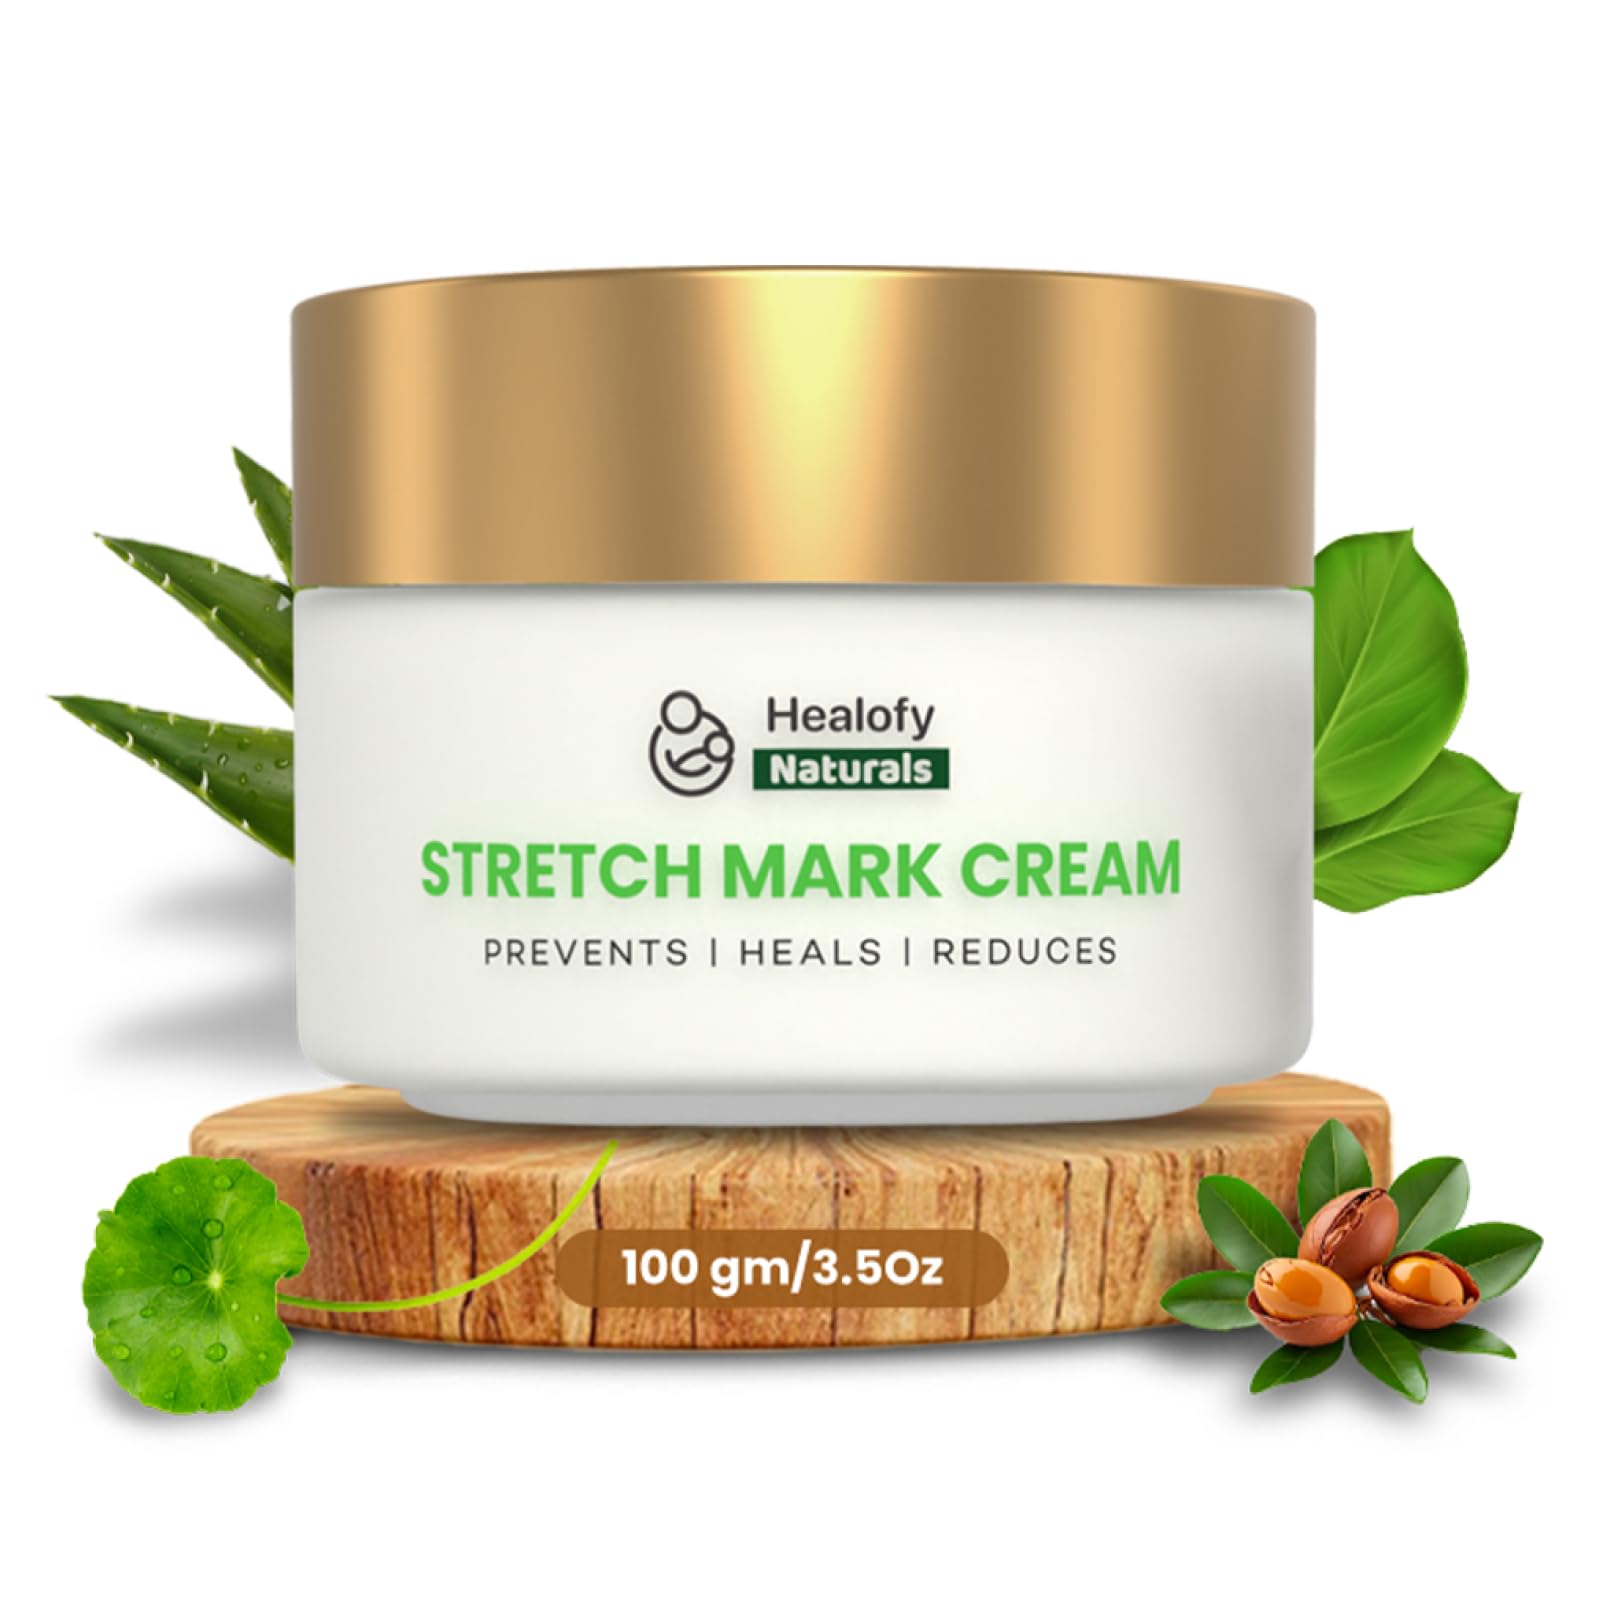 Healofy
Naturals
STRETCH MARK CREAM
PREVENTS | HEALS | REDUCES
100 gm/3.5Oz